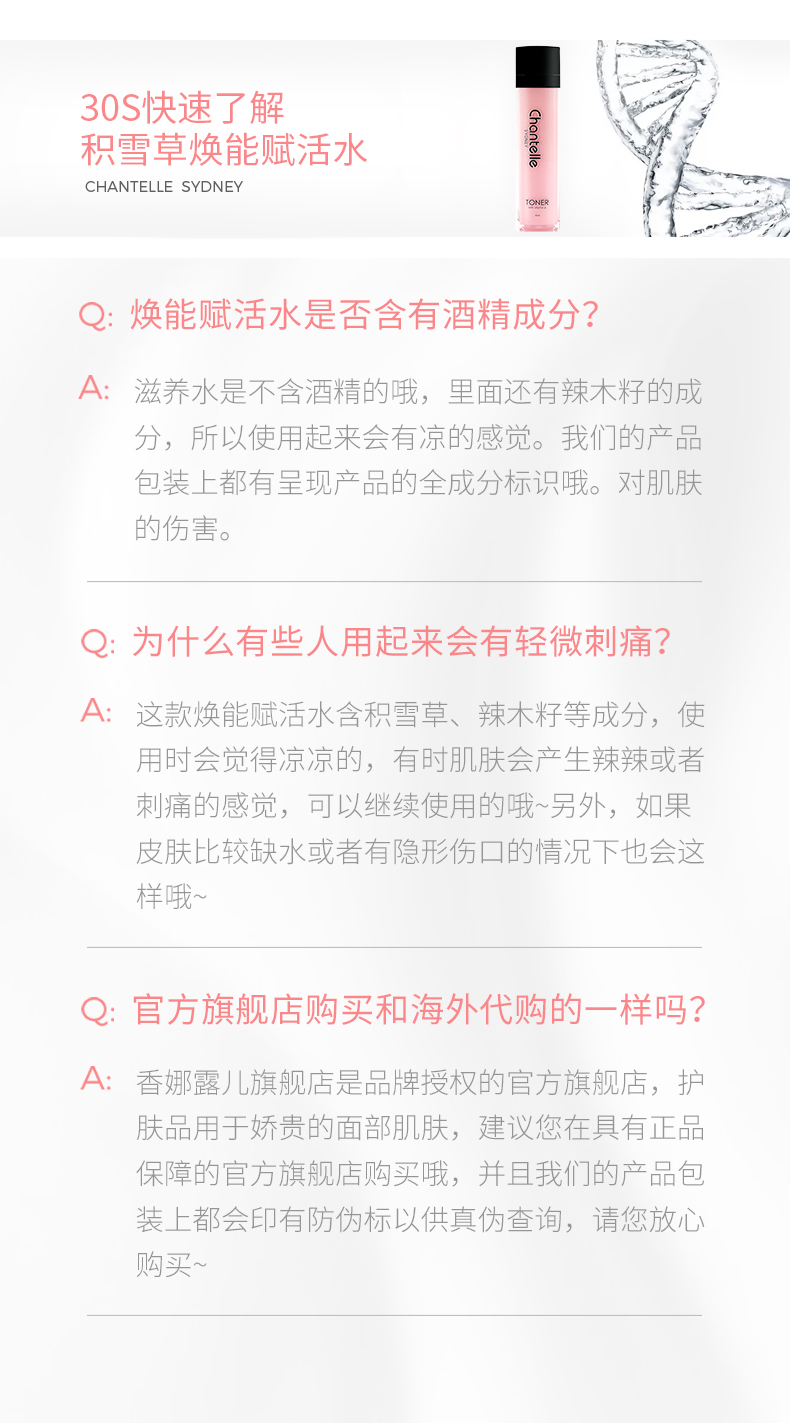 30S快速了解
积雪草焕能赋活水
CHANTELLE SYDNEY
Chantelle
SYDNEY
TONER
Q: 焕能赋活水是否含有酒精成分？
A: 滋养水是不含酒精的哦，里面还有辣木籽的成
分，所以使用起来会有凉的感觉。我们的产品
包装上都有呈现产品的全成分标识哦。对肌肤
的伤害。
Q: 为什么有些人用起来会有轻微刺痛？
A: 这款焕能赋活水含积雪草、辣木籽等成分，使
用时会觉得凉凉的，有时肌肤会产生辣辣或者
刺痛的感觉，可以继续使用的哦~另外，如果
皮肤比较缺水或者有隐形伤口的情况下也会这
样哦~
Q: 官方旗舰店购买和海外代购的一样吗？
A: 香娜露儿旗舰店是品牌授权的官方旗舰店，护
肤品用于娇贵的面部肌肤，建议您在具有正品
保障的官方旗舰店购买哦，并且我们的产品包
装上都会印有防伪标以供真伪查询，请您放心
购买~